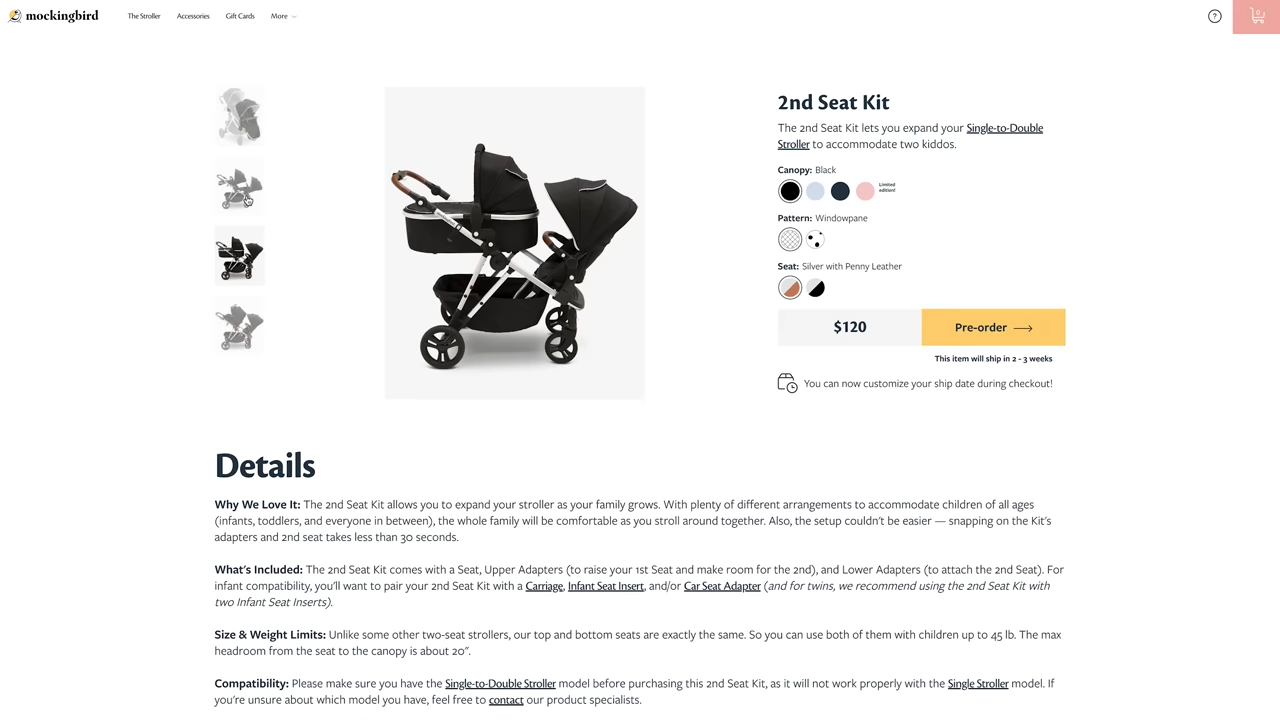 mockingbird
The Stroller
Accessories
Gift Cards
More
?
0
2nd Seat Kit
The 2nd Seat Kit lets you expand your Single-to-Double
Stroller to accommodate two kiddos.
Canopy: Black
Limited
edition!
Pattern: Windowpane
Seat: Silver with Penny Leather
$120
Pre-order
This item will ship in 2 - 3 weeks
You can now customize your ship date during checkout!
Details
Why We Love It: The 2nd Seat Kit allows you to expand your stroller as your family grows. With plenty of different arrangements to accommodate children of all ages
(infants, toddlers, and everyone in between), the whole family will be comfortable as you stroll around together. Also, the setup couldn't be easier — snapping on the Kit's
adapters and 2nd seat takes less than 30 seconds.
What's Included: The 2nd Seat Kit comes with a Seat, Upper Adapters (to raise your 1st Seat and make room for the 2nd), and Lower Adapters (to attach the 2nd Seat). For
infant compatibility, you'll want to pair your 2nd Seat Kit with a Carriage, Infant Seat Insert, and/or Car Seat Adapter (and for twins, we recommend using the 2nd Seat Kit with
two Infant Seat Inserts).
Size & Weight Limits: Unlike some other two-seat strollers, our top and bottom seats are exactly the same. So you can use both of them with children up to 45 lb. The max
headroom from the seat to the canopy is about 20".
Compatibility: Please make sure you have the Single-to-Double Stroller model before purchasing this 2nd Seat Kit, as it will not work properly with the Single Stroller model. If
you're unsure about which model you have, feel free to contact our product specialists.